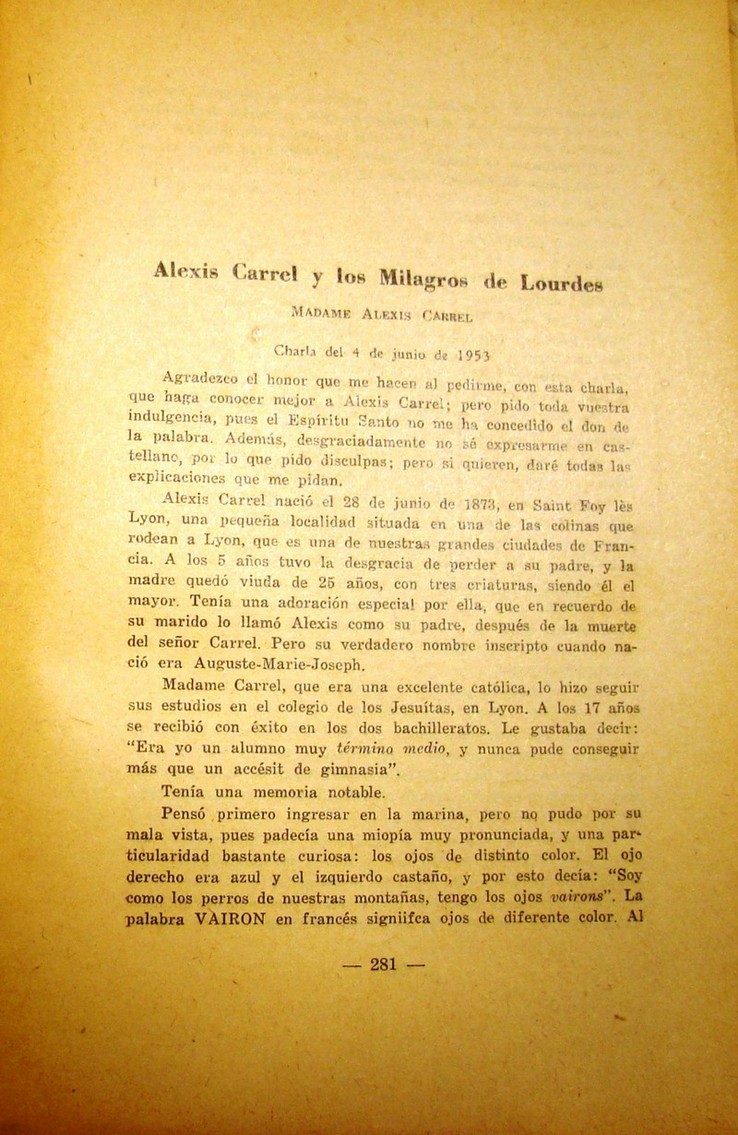 Alexis Carrel y los Milagros de Lourdes
MADAME ALEXIS CARREL
Charla del 4 de junio de 1953
Agradezco el honor que me hacen al pedirme, con esta charla,
que haga conocer mejor a Alexis Carrel; pero pido toda vuestra
indulgencia, pues el Espíritu Santo no me ha concedido el don de
la palabra. Además, desgraciadamente no sé expresarme en cas-
tellano, por lo que pido disculpas; pero si quieren, daré todas las
explicaciones que me pidan.
Alexis Carrel nació el 28 de junio de 1873, en Saint Foy lès
Lyon, una pequeña localidad situada en una de las colinas que
rodean a Lyon, que es una de nuestras grandes ciudades de Fran-
cia. A los 5 años tuvo la desgracia de perder a su padre, y la
madre quedó viuda de 25 años, con tres criaturas, siendo él el
mayor. Tenía una adoración especial por ella, que en recuerdo de
su marido lo llamó Alexis como su padre, después de la muerte
del señor Carrel. Pero su verdadero nombre inscripto cuando na-
ció era Auguste-Marie-Joseph.
Madame Carrel, que era una excelente católica, lo hizo seguir
sus estudios en el colegio de los Jesuítas, en Lyon. A los 17 años
se recibió con éxito en los dos bachilleratos. Le gustaba decir:
“Era yo un alumno muy término medio, y nunca pude conseguir
más que un accésit de gimnasia”.
Tenía una memoria notable.
Pensó primero ingresar en la marina, pero no pudo por su
mala vista, pues padecía una miopía muy pronunciada, y una par-
ticularidad bastante curiosa: los ojos de distinto color. El ojo
derecho era azul y el izquierdo castaño, y por esto decía: “Soy
como los perros de nuestras montañas, tengo los ojos vairons”. La
palabra VAIRON en francés signiifca ojos de diferente color. Al
— 281 —